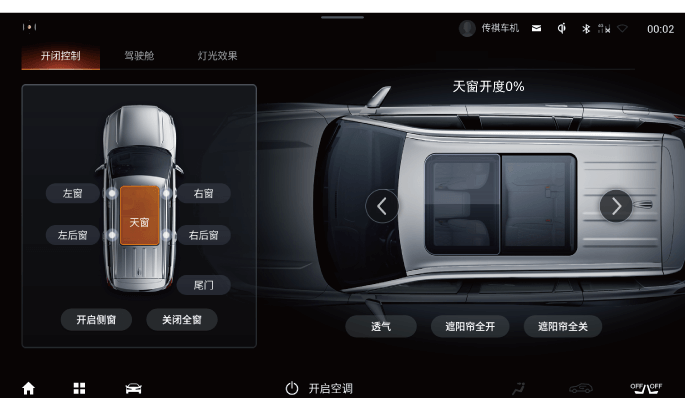 传祺车机
00:02
开闭控制
驾驶舱
灯光效果
天窗开度0%
左窗
右窗
天窗
左后窗
右后窗
尾门
开启侧窗
关闭全窗
透气
遮阳帘全开
遮阳帘全关
开启空调
OFF OFF